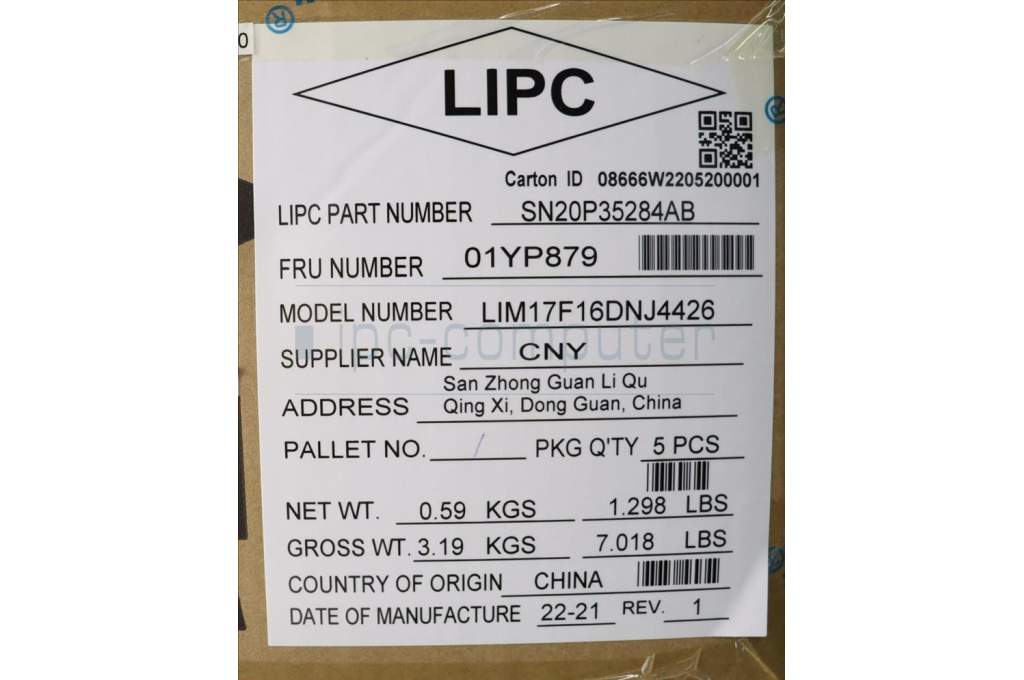 0
®
LIPC
Carton ID 08666W2205200001
LIPC PART NUMBER SN20P35284AB
FRU NUMBER 01YP879
MODEL NUMBER LIM17F16DNJ4426
ipc-computer
SUPPLIER NAME CNY
San Zhong Guan Li Qu
ADDRESS Qing Xi, Dong Guan, China
PALLET NO. / PKG Q'TY 5 PCS
NET WT. 0.59 KGS 1.298 LBS
GROSS WT. 3.19 KGS 7.018 LBS
COUNTRY OF ORIGIN CHINA
DATE OF MANUFACTURE 22-21 REV. 1